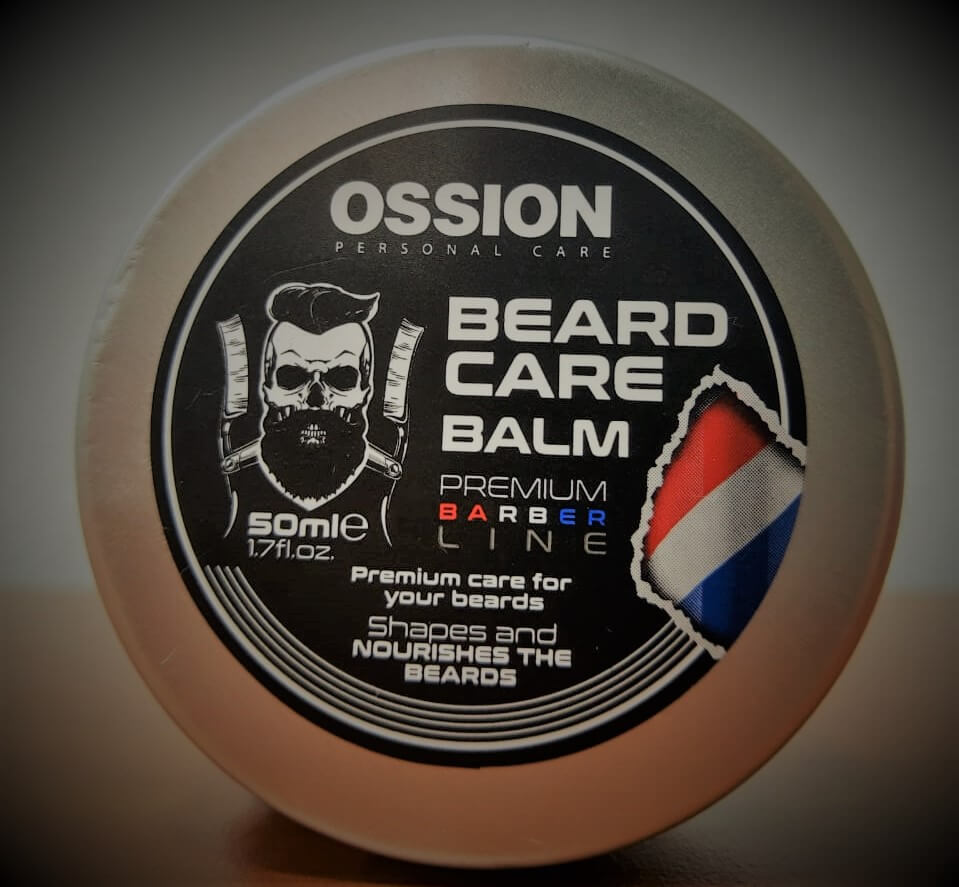 OSSION
PERSONAL CARE
BEARD
CARE
BALM
PREMIUM
BARBER
LINE
50ml℮
1.7fl.oz.
Premium care for
your beards
Shapes and
NOURISHES THE
BEARDS